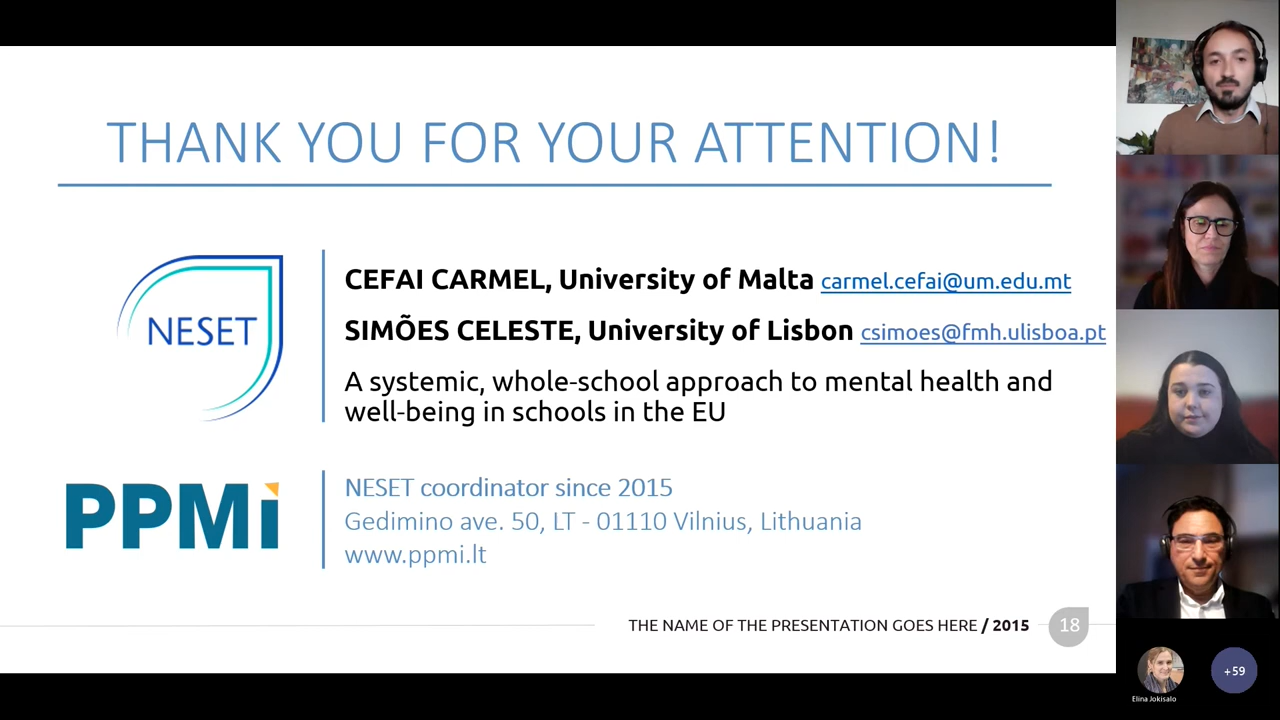 THANK YOU FOR YOUR ATTENTION!
NESET
CEFAI CARMEL, University of Malta carmel.cefai@um.edu.mt
SIMÕES CELESTE, University of Lisbon csimoes@fmh.ulisboa.pt
A systemic, whole-school approach to mental health and
well-being in schools in the EU
PPMi
NESET coordinator since 2015
Gedimino ave. 50, LT - 01110 Vilnius, Lithuania
www.ppmi.lt
THE NAME OF THE PRESENTATION GOES HERE / 2015
18
+59
Elina Jokisalo